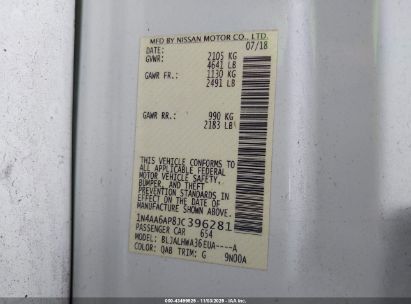 MFD BY NISSAN MOTOR CO., LTD.
DATE: 07/18
GVWR: 2105 KG
4641 LB
GAWR FR.: 1130 KG
2491 LB
GAWR RR.: 990 KG
2183 LB
THIS VEHICLE CONFORMS TO
ALL APPLICABLE FEDERAL
MOTOR VEHICLE SAFETY,
BUMPER, AND THEFT
PREVENTION STANDARDS IN
EFFECT ON THE DATE OF
MANUFACTURE SHOWN ABOVE.
1N4AA6AP8JC396281
PASSENGER CAR 654
MODEL: BLJALHWA36EUA----A
COLOR: QAB TRIM: G 9N00A